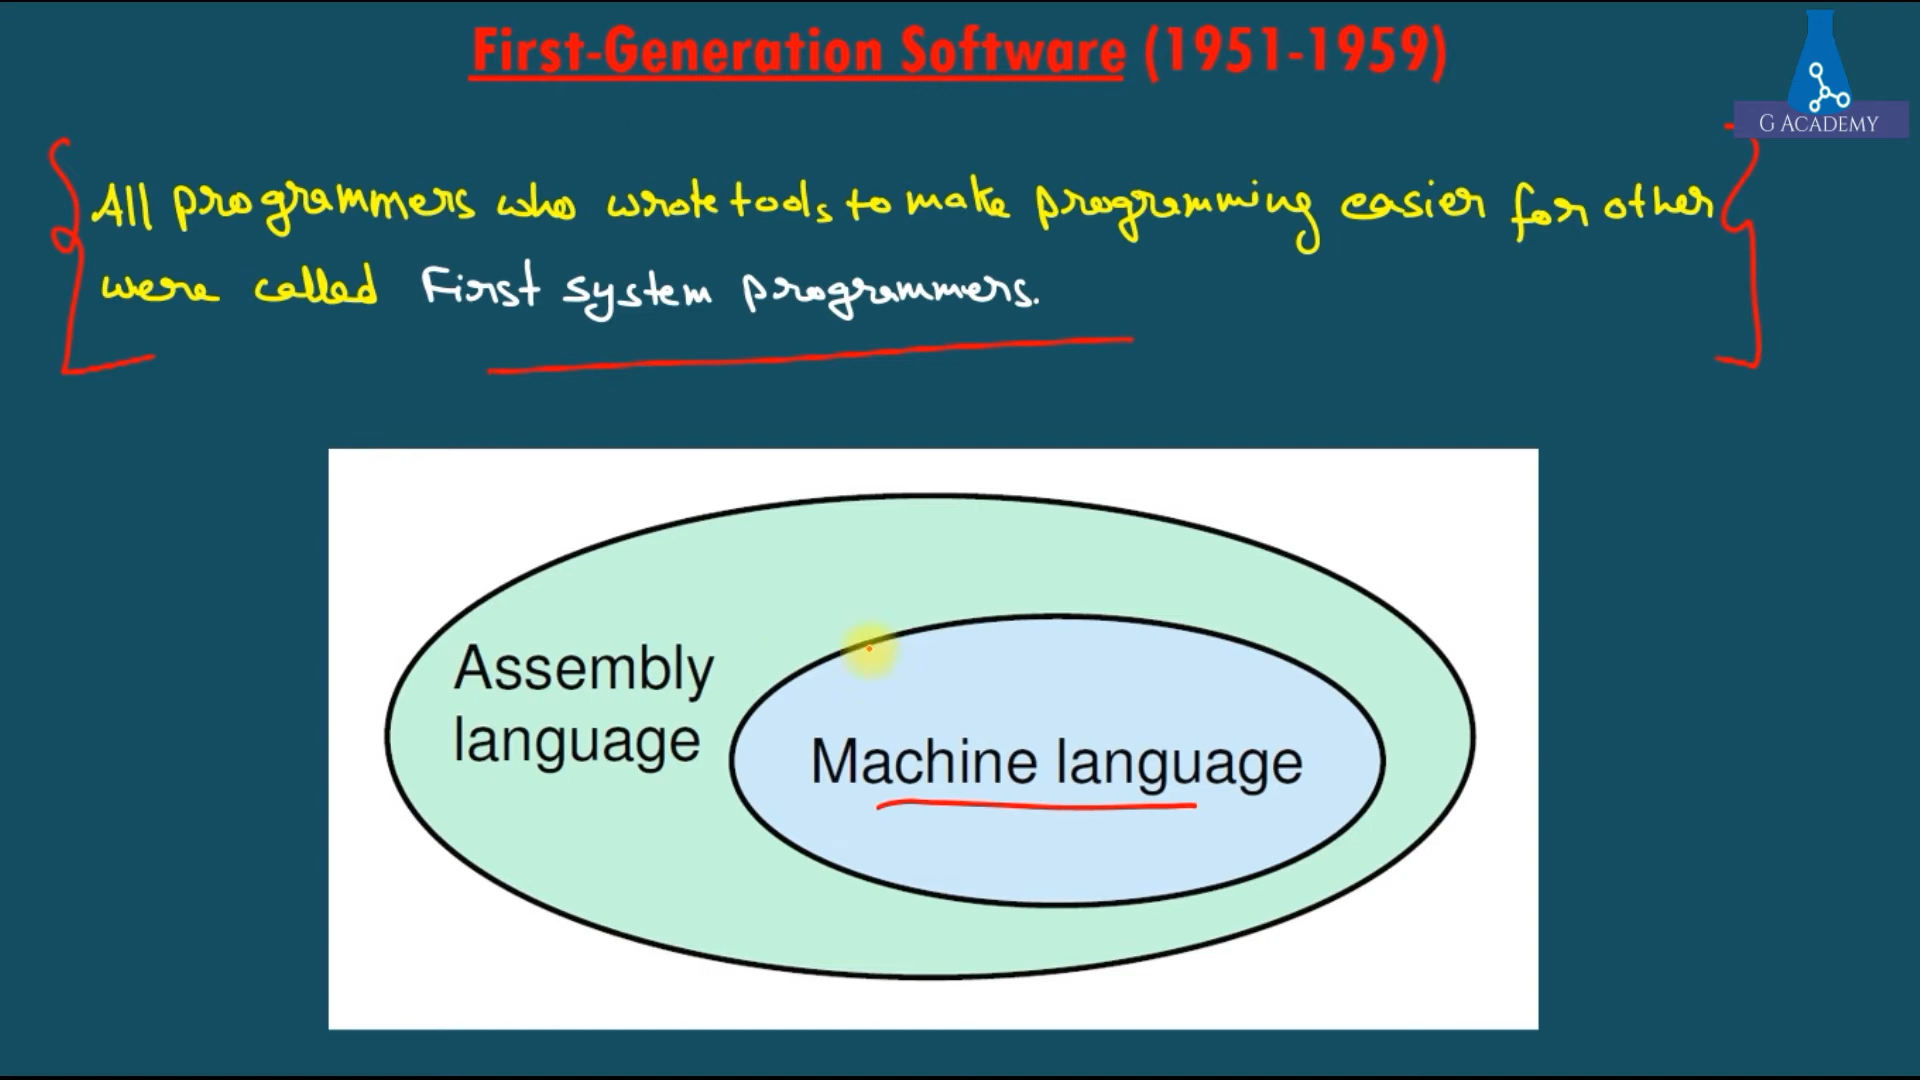 First-Generation Software (1951-1959)
G ACADEMY
All programmers who wrote tools to make programming easier for other
were called First system programmers.
Assembly
language
Machine language